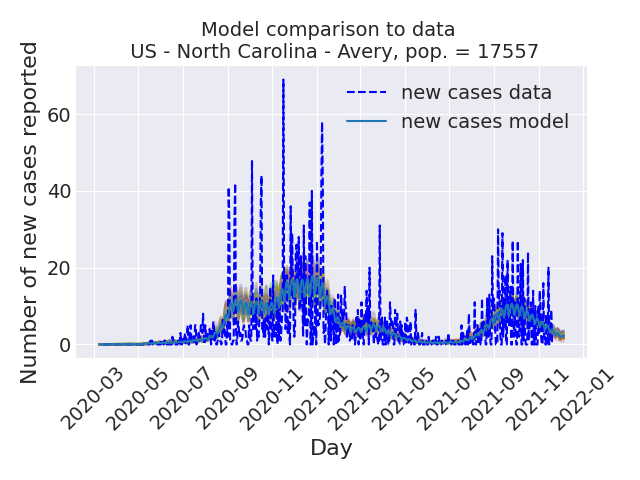 Model comparison to data
US - North Carolina - Avery, pop. = 17557
Number of new cases reported
60
40
20
0
new cases data
new cases model
2020-03
2020-05
2020-07
2020-09
2020-11
2021-01
2021-03
2021-05
2021-07
2021-09
2021-11
2022-01
Day